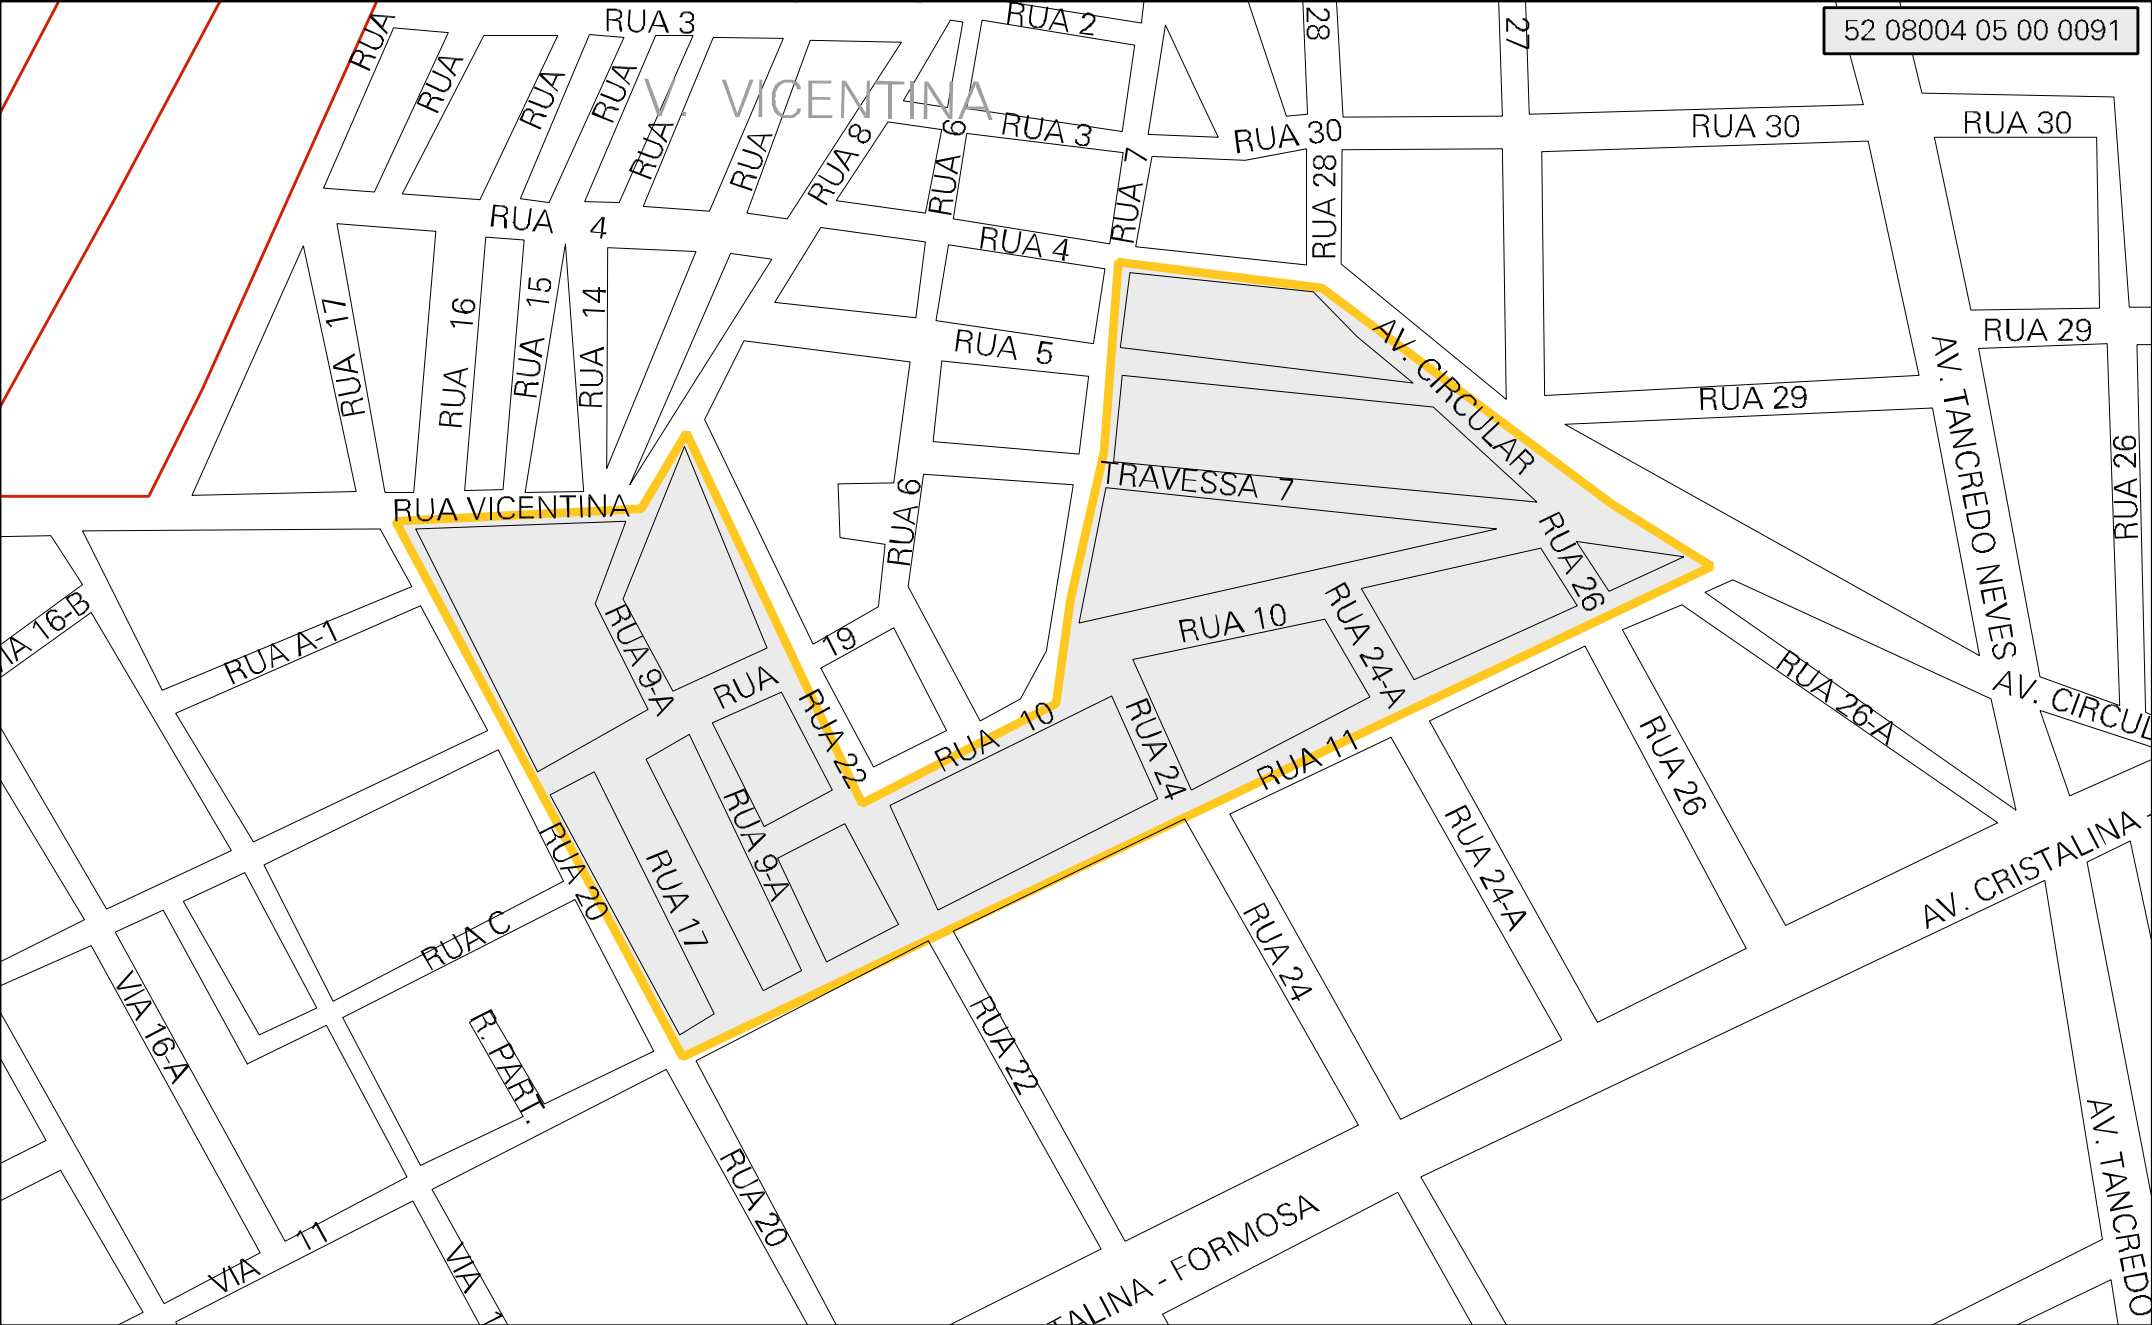 RUA 3
RUA 2
28
27
52 08004 05 00 0091
RUA
RUA
RUA
RUA
RUA
RUA
V. VICENTINA
RUA 8
RUA 6
RUA 3
RUA 7
RUA 30
RUA 28
RUA 30
RUA 30
RUA 4
RUA 4
RUA 17
RUA 16
RUA 15
RUA 14
RUA 5
AV. CIRCULAR
RUA 29
RUA 29
AV. TANCREDO NEVES
RUA 26
RUA VICENTINA
TRAVESSA 7
RUA 6
RUA 26
IA 16-B
RUA A-1
RUA 9-A
RUA
19
RUA 10
RUA 24-A
RUA 22
RUA 10
RUA 24
RUA 11
RUA 26
RUA 26-A
AV. CIRCUL
RUA 20
RUA 17
RUA 9-A
RUA C
RUA 24-A
RUA 24
AV. CRISTALINA -
VIA 16-A
R. PART.
RUA 22
RUA 20
AV. TANCREDO
VIA 11
VIA 1
TALINA - FORMOSA